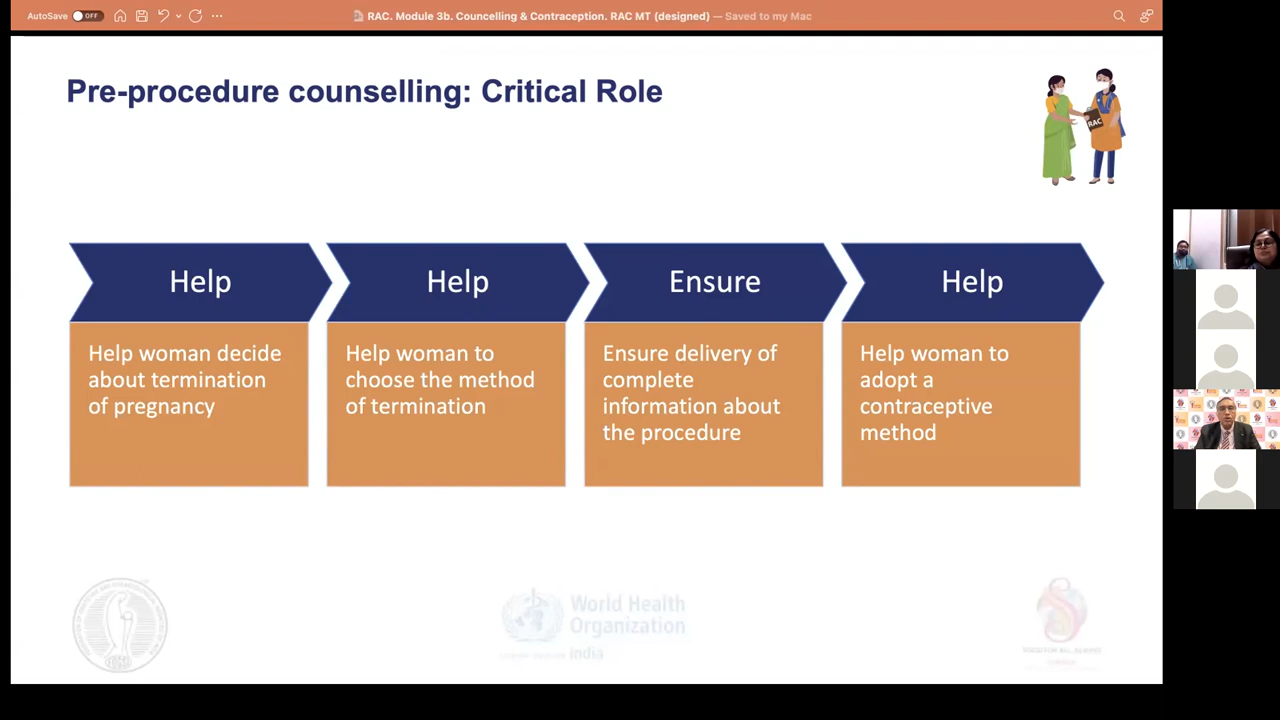 AutoSave OFF
RAC. Module 3b. Councelling & Contraception. RAC MT (designed) — Saved to my Mac
Pre-procedure counselling: Critical Role
RAC
Help
Help
Ensure
Help
Help woman decide
about termination
of pregnancy
Help woman to
choose the method
of termination
Ensure delivery of
complete
information about
the procedure
Help woman to
adopt a
contraceptive
method
World Health
Organization
India